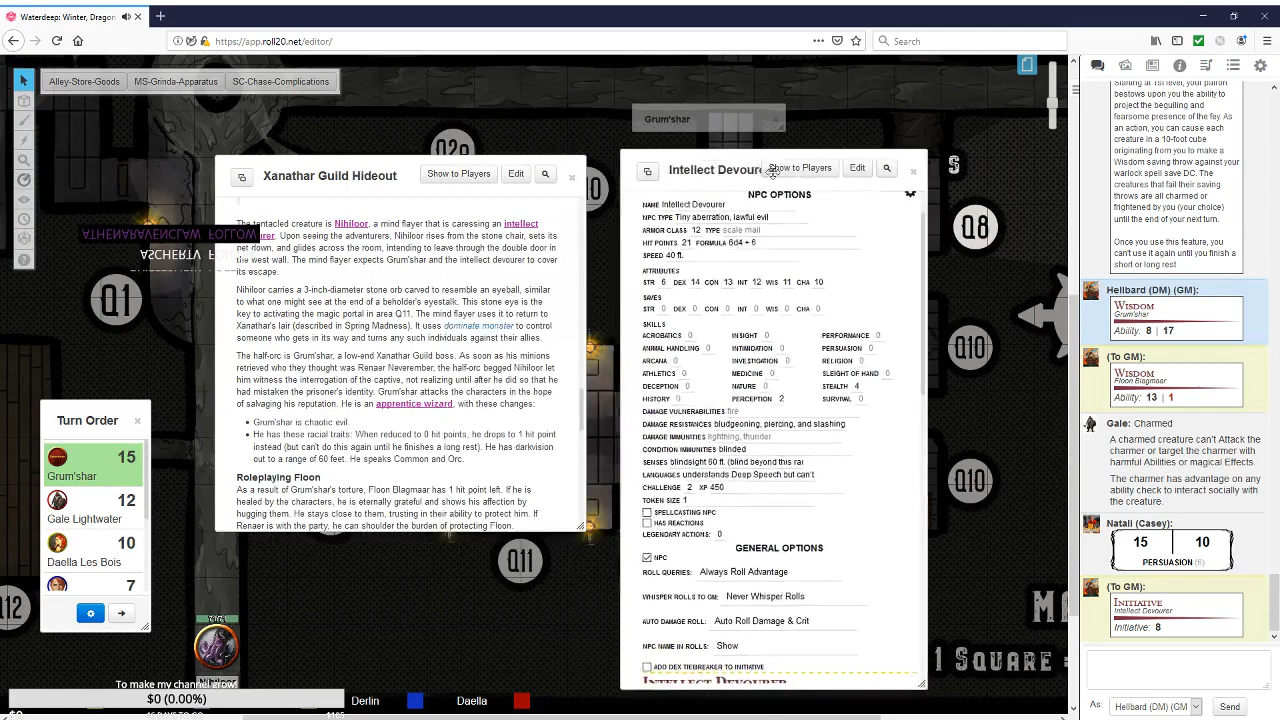 Waterdeep: Winter, Dragon
https://app.roll20.net/editor/
Search
Alley-Store-Goods
MS-Grinda-Apparatus
SC-Chase-Complications
Grum'shar
Q1
Q8
Q10
Q10
Q11
ATHENARAVENCLAW FOLLOW
Xanathar Guild Hideout
Show to Players
Edit
The tentacled creature is Nihiloor, a mind flayer that is caressing an intellect
Upon seeing the adventurers, Nihiloor rises from the stone chair, sets its
pet down, and glides across the room, intending to leave through the double door in
the west wall. The mind flayer expects Grum'shar and the intellect devourer to cover
its escape.
Nihiloor carries a 3-inch-diameter stone orb carved to resemble an eyeball, similar
to what one might see at the end of a beholder's eyestalk. This stone eye is the
key to activating the magic portal in area Q11. The mind flayer uses it to return to
Xanathar's lair (described in Spring Madness). It uses dominate monster to control
someone who gets in its way and turns any such individuals against their allies.
The half-orc is Grum'shar, a low-end Xanathar Guild boss. As soon as his minions
retrieved who they thought was Renaer Neverember, the half-orc begged Nihiloor let
him witness the interrogation of the captive, not realizing until after he did so that he
had mistaken the prisoner's identity. Grum'shar attacks the characters in the hope
of salvaging his reputation. He is an apprentice wizard, with these changes:
Grum'shar is chaotic evil.
He has these racial traits: When reduced to 0 hit points, he drops to 1 hit point
instead (but can't do this again until he finishes a long rest). He has darkvision
out to a range of 60 feet. He speaks Common and Orc.
Roleplaying Floon
As a result of Grum'shar's torture, Floon Blagmaar has 1 hit point left. If he is
healed by the characters, he is eternally grateful and shows his affection by
hugging them. He stays close to them, trusting in their ability to protect him. If
Renaer is with the party, he can shoulder the burden of protecting Floon.
Intellect Devoure
Show to Players
Edit
NPC OPTIONS
NAME Intellect Devourer
NPC TYPE Tiny aberration, lawful evil
ARMOR CLASS 12 TYPE scale mail
HIT POINTS 21 FORMULA 6d4 + 6
SPEED 40 ft.
ATTRIBUTES
STR 6 DEX 14 CON 13 INT 12 WIS 11 CHA 10
SAVES
STR 0 DEX 0 CON 0 INT 0 WIS 0 CHA 0
SKILLS
ACROBATICS 0 INSIGHT 0 PERFORMANCE 0
ANIMAL HANDLING 0 INTIMIDATION 0 PERSUASION 0
ARCANA 0 INVESTIGATION 0 RELIGION 0
ATHLETICS 0 MEDICINE 0 SLEIGHT OF HAND 0
DECEPTION 0 NATURE 0 STEALTH 4
HISTORY 0 PERCEPTION 2 SURVIVAL 0
DAMAGE VULNERABILITIES fire
DAMAGE RESISTANCES bludgeoning, piercing, and slashing
DAMAGE IMMUNITIES lightning, thunder
CONDITION IMMUNITIES blinded
SENSES blindsight 60 ft. (blind beyond this rad
LANGUAGES understands Deep Speech but can't
CHALLENGE 2 XP 450
TOKEN SIZE 1
SPELLCASTING NPC
HAS REACTIONS
LEGENDARY ACTIONS: 0
GENERAL OPTIONS
NPC
ROLL QUERIES: Always Roll Advantage
WHISPER ROLLS TO GM: Never Whisper Rolls
AUTO DAMAGE ROLL: Auto Roll Damage & Crit
NPC NAME IN ROLLS: Show
ADD DEX TIEBREAKER TO INITIATIVE
INTELLECT DEVOURER
Turn Order
Grum'shar 15
Gale Lightwater 12
Daella Les Bois 10
7
To make my channel grow!
$0 (0.00%)
Derlin
Daella
1 SQUARE =
Starting at 1st level, your patron
bestows upon you the ability to
project the beguiling and
fearsome presence of the fey. As
an action, you can cause each
creature in a 10-foot cube
originating from you to make a
Wisdom saving throw against your
warlock spell save DC. The
creatures that fail their saving
throws are all charmed or
frightened by you (your choice)
until the end of your next turn.
Once you use this feature, you
can't use it again until you finish a
short or long rest.
Hellbard (DM) (GM):
WISDOM
Grum'shar
Ability: 8 | 17
(To GM):
WISDOM
Floon Blagmaar
Ability: 13 | 1
Gale: Charmed
A charmed creature can't Attack the
charmer or target the charmer with
harmful Abilities or magical Effects.
The charmer has advantage on any
ability check to interact socially with
the creature.
Natali (Casey):
15 | 10
PERSUASION (6)
(To GM):
INITIATIVE
Intellect Devourer
Initiative: 8
As: Hellbard (DM) (GM
Send